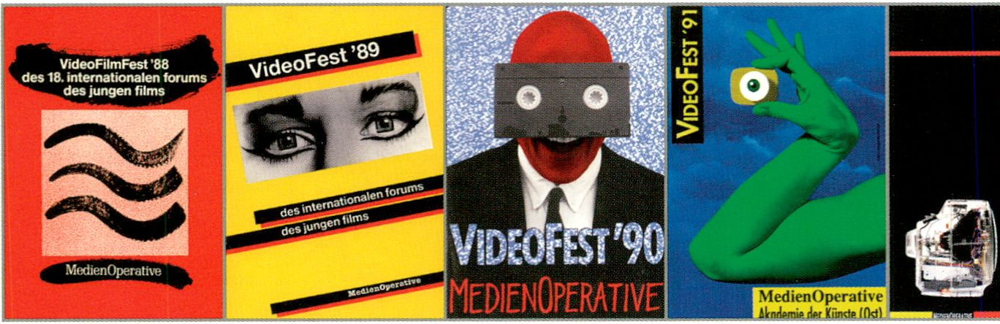 VideoFilmFest '88
des 18. internationalen forums
des jungen films
MedienOperative
VideoFest '89
des internationalen forums
des jungen films
MedienOperative
VIDEOFEST '90
MEDIENOPERATIVE
VIDEOFEST '91
MedienOperative
Akademie der Künste (Ost)
MEDIENOPERATIVE